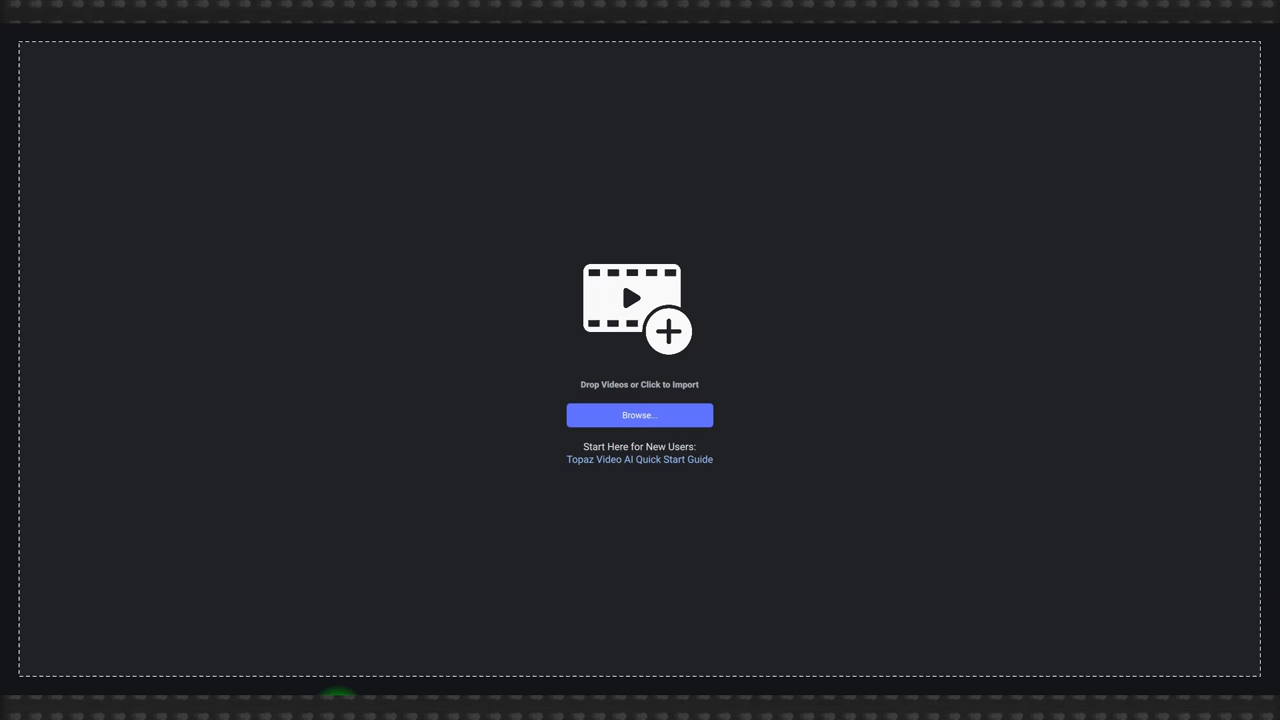 Drop Videos or Click to Import
Browse...
Start Here for New Users:
Topaz Video AI Quick Start Guide